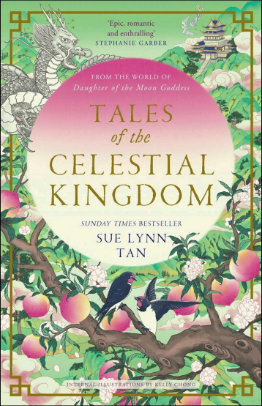 'Epic, romantic
and enthralling'
STEPHANIE GARBER
FROM THE WORLD OF
Daughter of the Moon Goddess
TALES
of the
CELESTIAL
KINGDOM
SUNDAY TIMES BESTSELLER
SUE LYNN
TAN
INTERNAL ILLUSTRATIONS BY KELLY CHONG